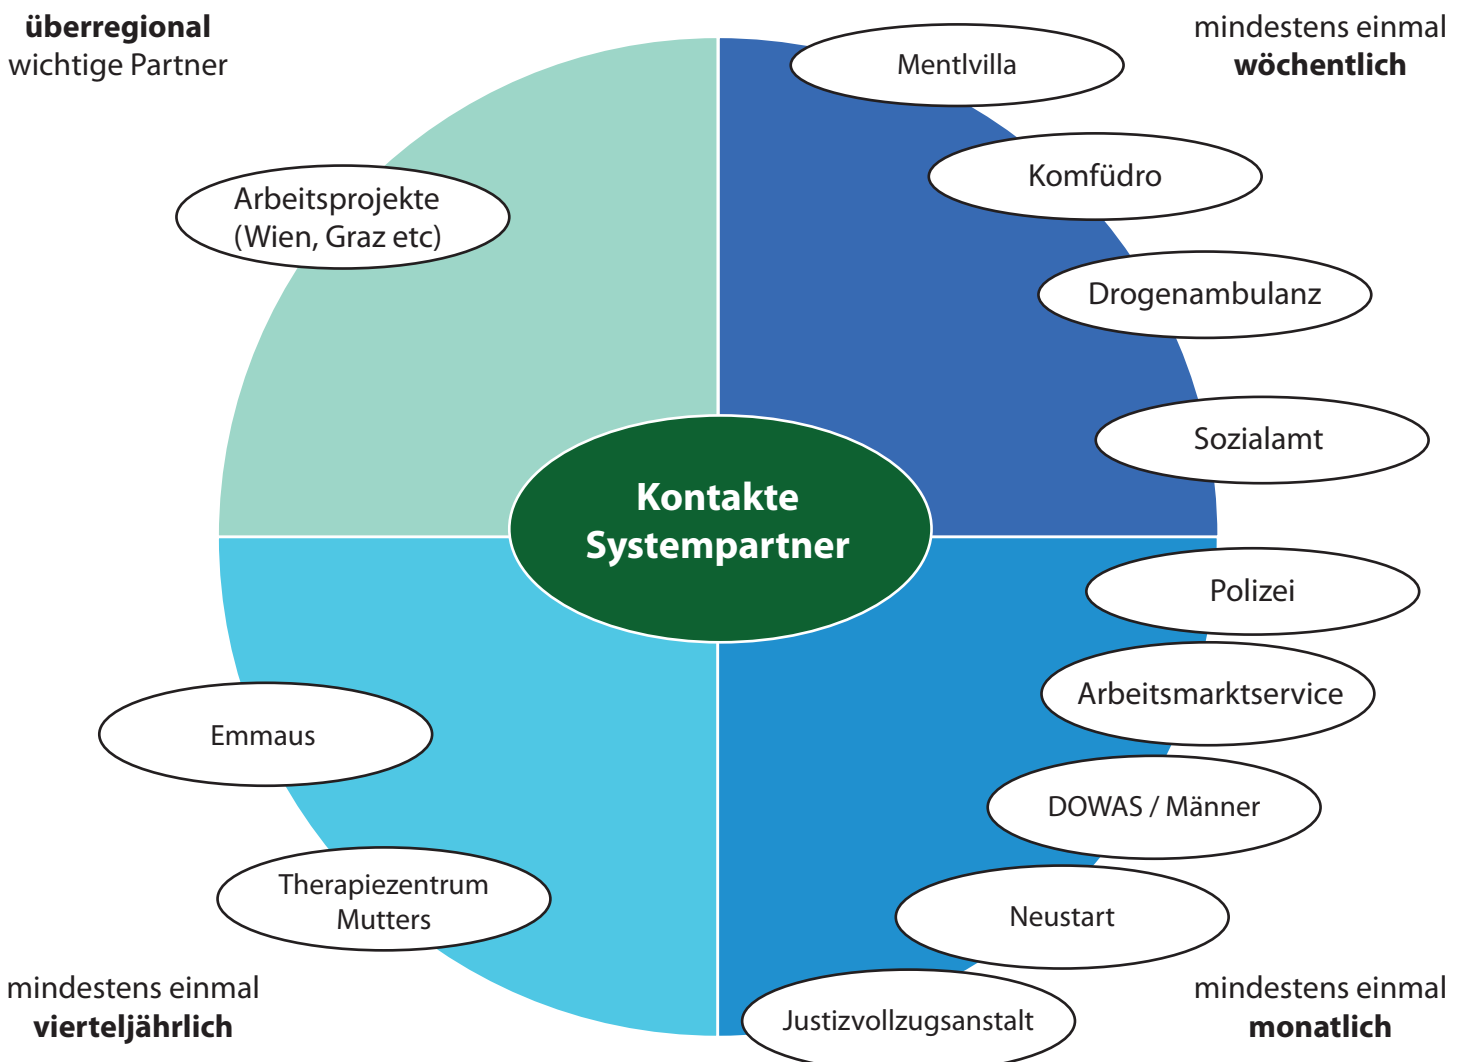 überregional
wichtige Partner
mindestens einmal
wöchentlich
Mentlvilla
Komfüdro
Arbeitsprojekte
(Wien, Graz etc)
Drogenambulanz
Sozialamt
Kontakte
Systempartner
Polizei
Arbeitsmarktservice
Emmaus
DOWAS / Männer
Therapiezentrum
Mutters
Neustart
Justizvollzugsanstalt
mindestens einmal
vierteljährlich
mindestens einmal
monatlich